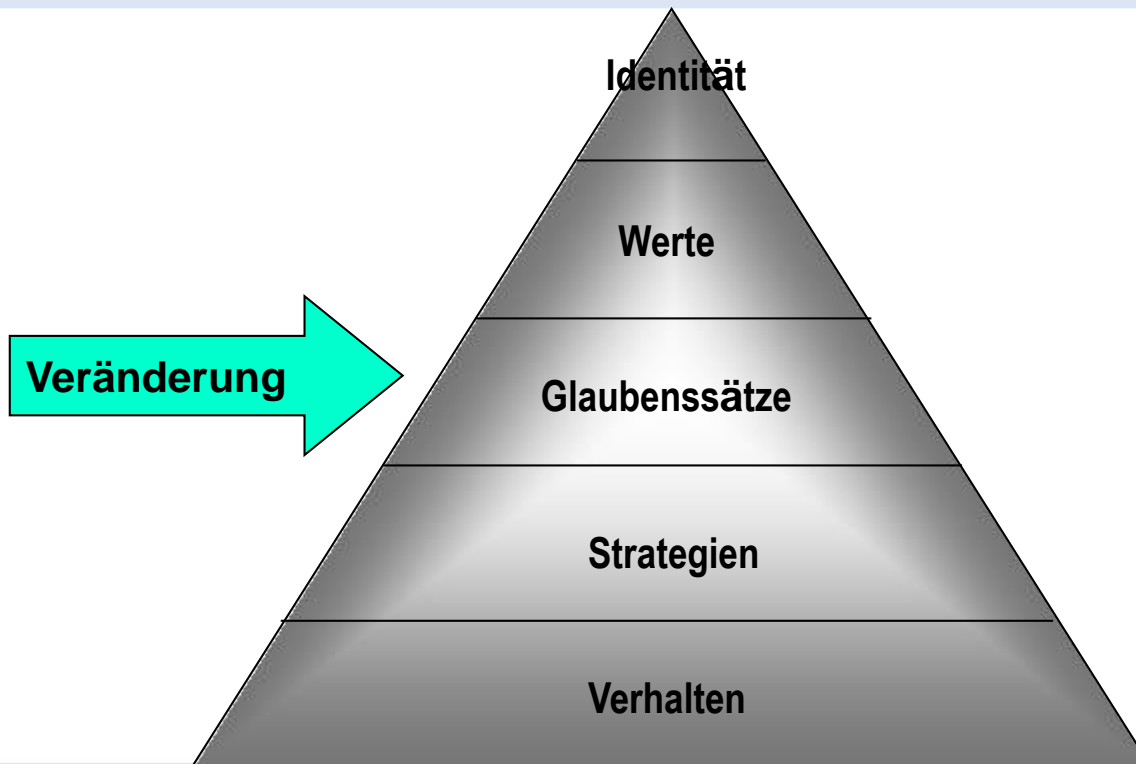 Identität
Werte
Veränderung
Glaubenssätze
Strategien
Verhalten